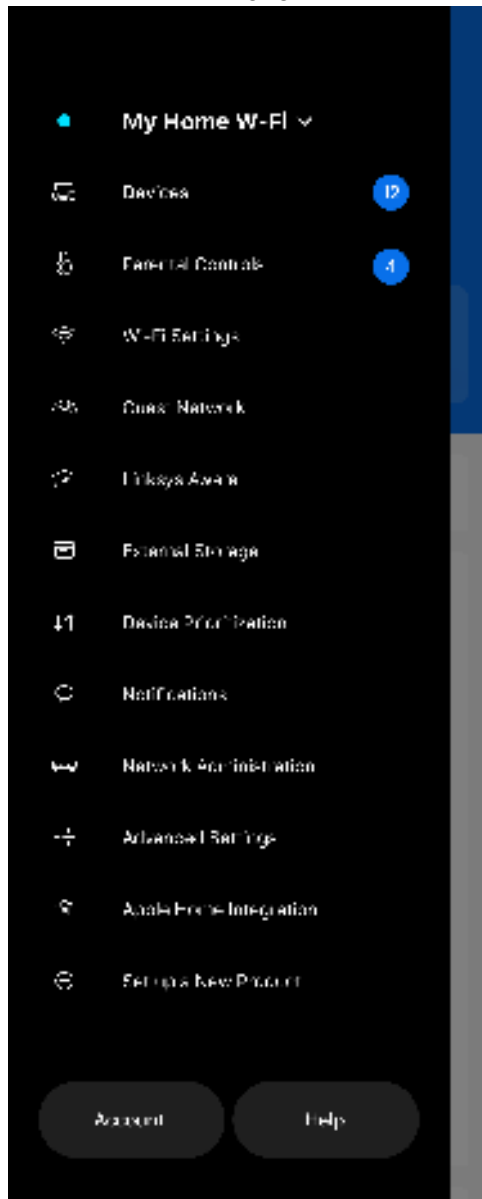 My Home W-Fi
Devices
12
Parental Controls
4
Wi-Fi Settings
Guest Network
Linksys Aware
External Storage
Device Prioritization
Notifications
Network Administration
Advanced Settings
Apple Home Integration
Set up a New Product
Account
Help